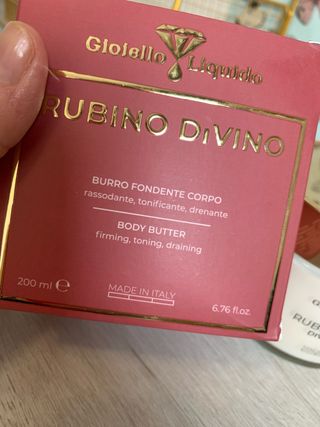 Gioiello Liquido
RUBINO DiVINO
BURRO FONDENTE CORPO
rassodante, tonificante, drenante
BODY BUTTER
firming, toning, draining
200 ml ℮
MADE IN ITALY
6.76 fl.oz.
RUB